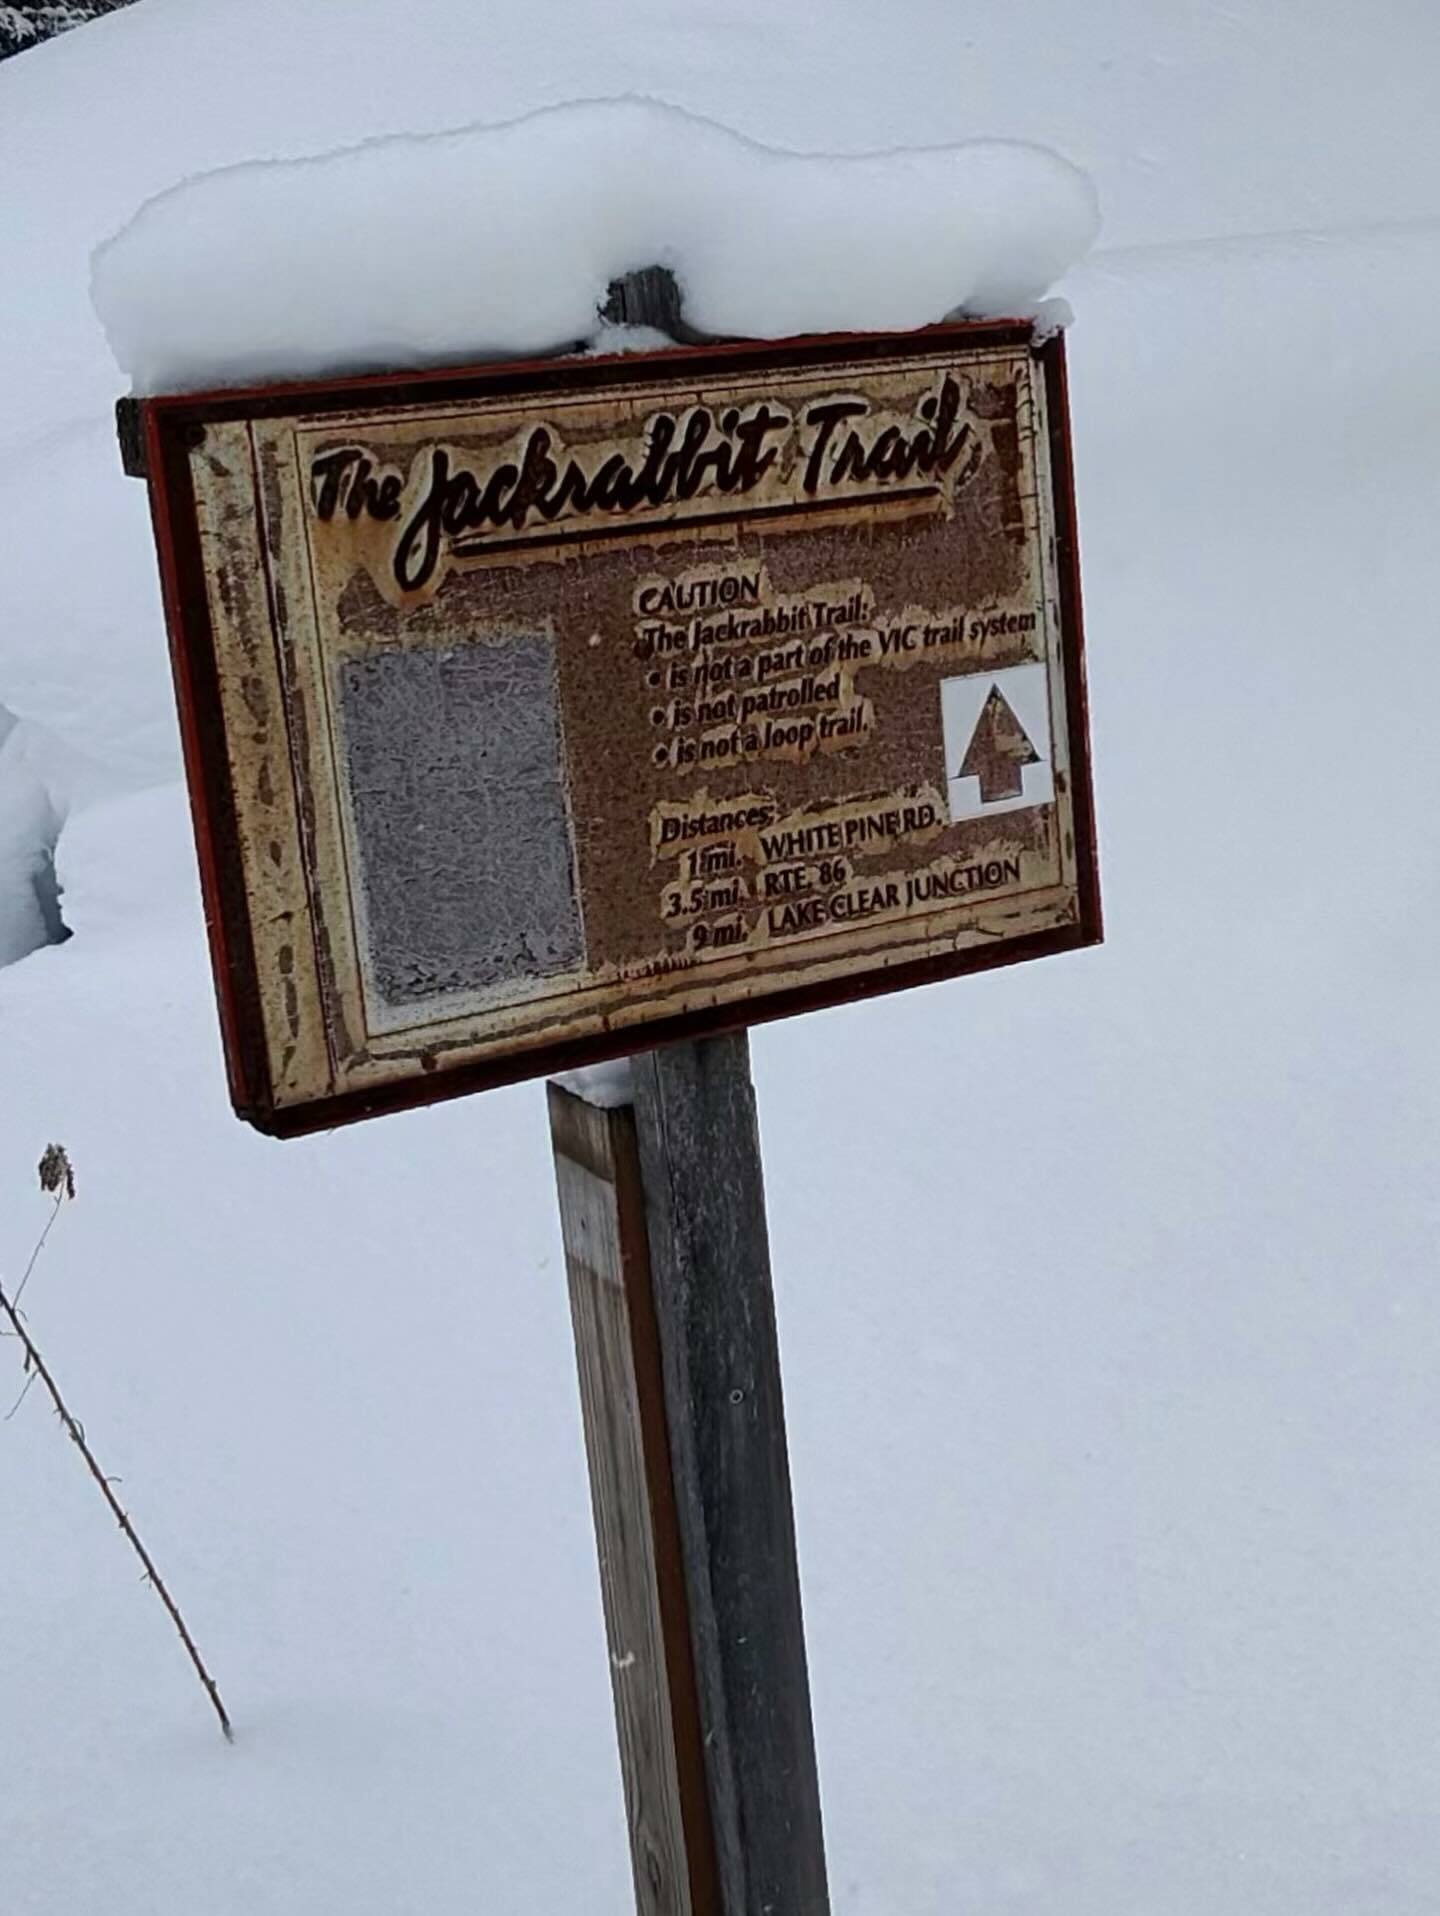 The Jackrabbit Trail
CAUTION
The Jackrabbit Trail:
• is not a part of the VIC trail system
• is not patrolled
• is not a loop trail.
Distances:
1 mi. WHITE PINE RD.
3.5 mi. RTE. 86
9 mi. LAKE CLEAR JUNCTION